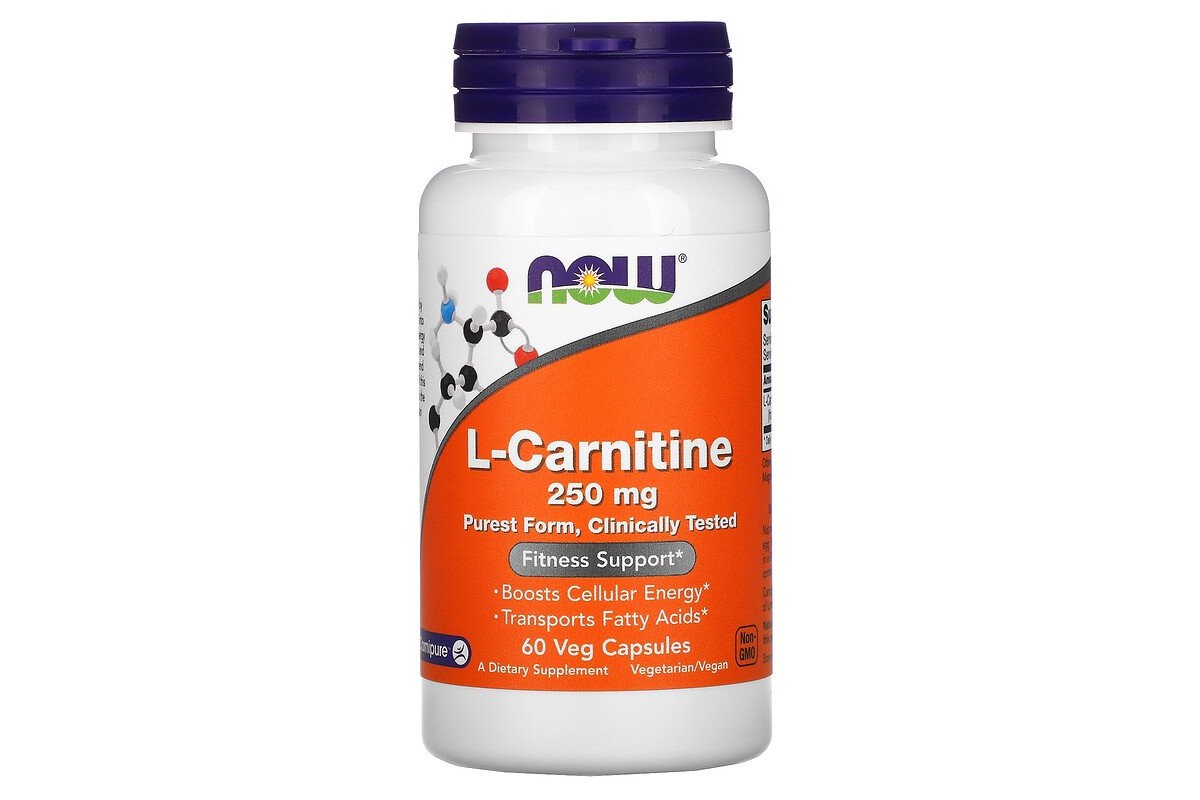 now®
L-Carnitine
250 mg
Purest Form, Clinically Tested
Fitness Support*
• Boosts Cellular Energy*
• Transports Fatty Acids*
60 Veg Capsules
A Dietary Supplement Vegetarian/Vegan
Non-
GMO